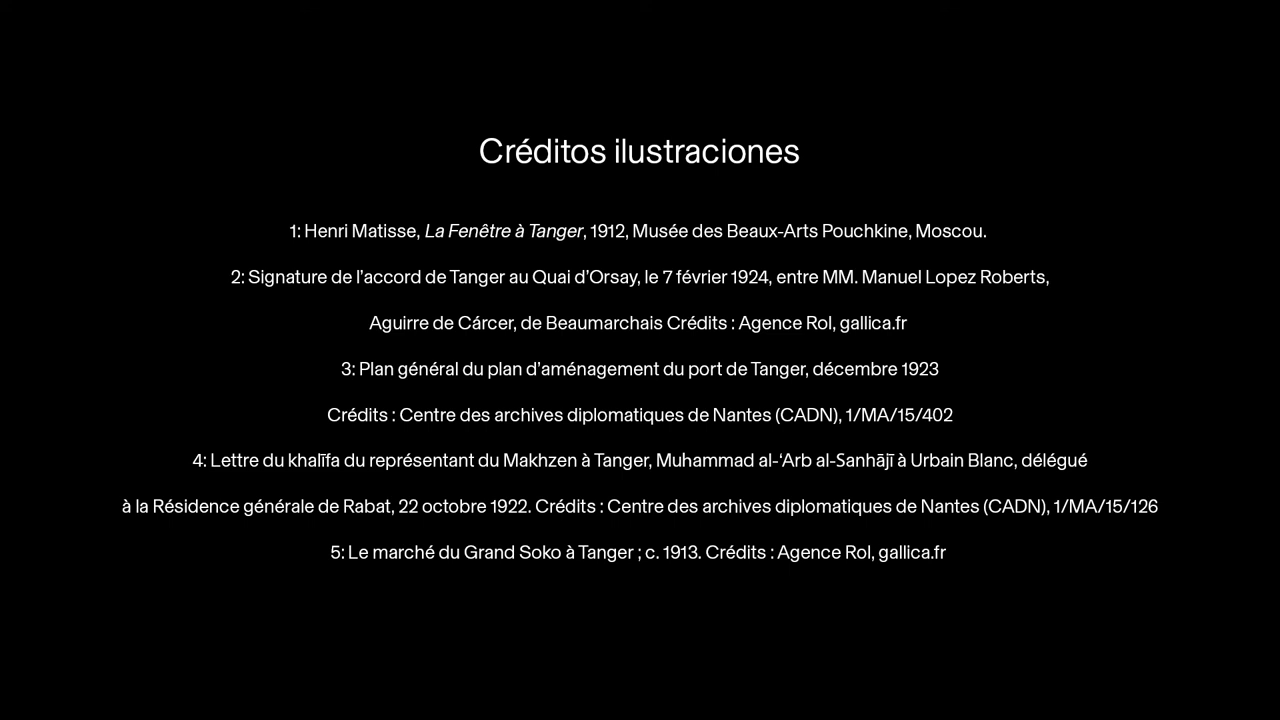 Créditos ilustraciones
1: Henri Matisse, La Fenêtre à Tanger, 1912, Musée des Beaux-Arts Pouchkine, Moscou.
2: Signature de l’accord de Tanger au Quai d’Orsay, le 7 février 1924, entre MM. Manuel Lopez Roberts,
Aguirre de Cárcer, de Beaumarchais Crédits : Agence Rol, gallica.fr
3: Plan général du plan d’aménagement du port de Tanger, décembre 1923
Crédits : Centre des archives diplomatiques de Nantes (CADN), 1/MA/15/402
4: Lettre du khalīfa du représentant du Makhzen à Tanger, Muhammad al-‘Arb al-Sanhājī à Urbain Blanc, délégué
à la Résidence générale de Rabat, 22 octobre 1922. Crédits : Centre des archives diplomatiques de Nantes (CADN), 1/MA/15/126
5: Le marché du Grand Soko à Tanger ; c. 1913. Crédits : Agence Rol, gallica.fr